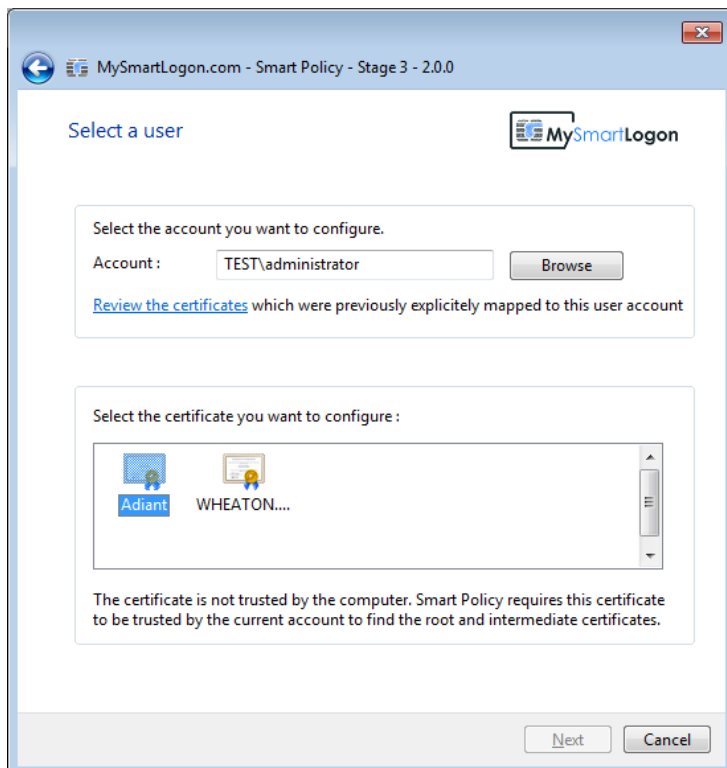 MySmartLogon.com - Smart Policy - Stage 3 - 2.0.0
Select a user
MySmartLogon
Select the account you want to configure.
Account :
TEST\administrator
Browse
Review the certificates which were previously explicitely mapped to this user account
Select the certificate you want to configure :
Adiant
WHEATON....
The certificate is not trusted by the computer. Smart Policy requires this certificate
to be trusted by the current account to find the root and intermediate certificates.
Next
Cancel